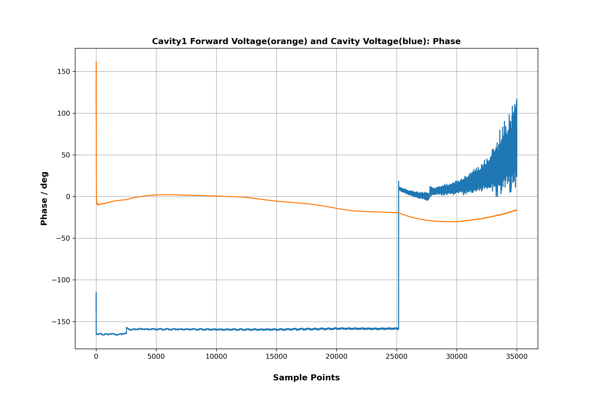 Cavity1 Forward Voltage(orange) and Cavity Voltage(blue): Phase
Phase / deg
150
100
50
0
−50
−100
−150
0 5000 10000 15000 20000 25000 30000 35000
Sample Points